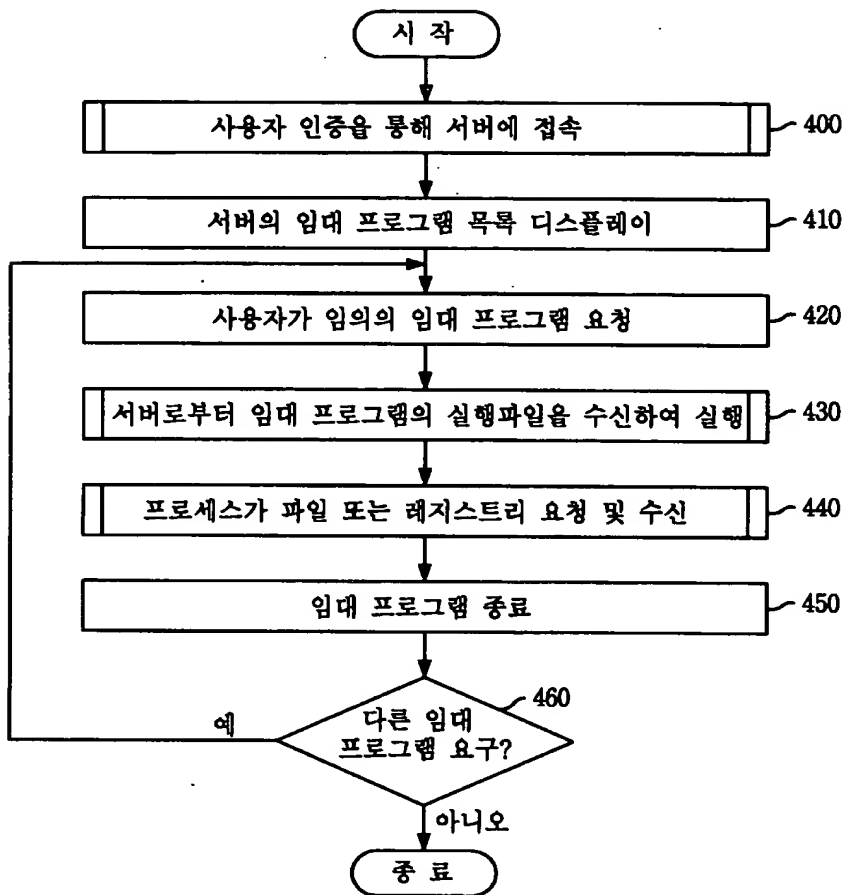 시 작
사용자 인증을 통해 서버에 접속
400
서버의 임대 프로그램 목록 디스플레이
410
사용자가 임의의 임대 프로그램 요청
420
서버로부터 임대 프로그램의 실행파일을 수신하여 실행
430
프로세스가 파일 또는 레지스트리 요청 및 수신
440
임대 프로그램 종료
450
460
다른 임대
프로그램 요구?
예
아니오
종 료